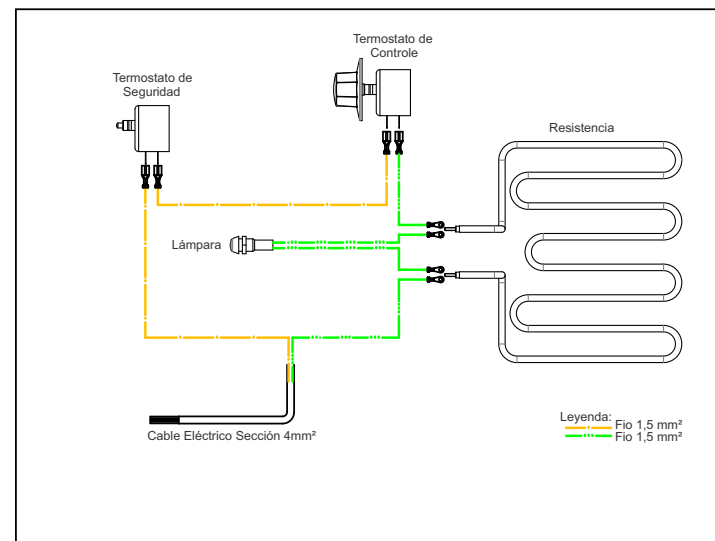 Termostato de
Controle
Termostato de
Seguridad
Resistencia
Lámpara
Leyenda:
Fio 1,5 mm²
Fio 1,5 mm²
Cable Eléctrico Sección 4mm²